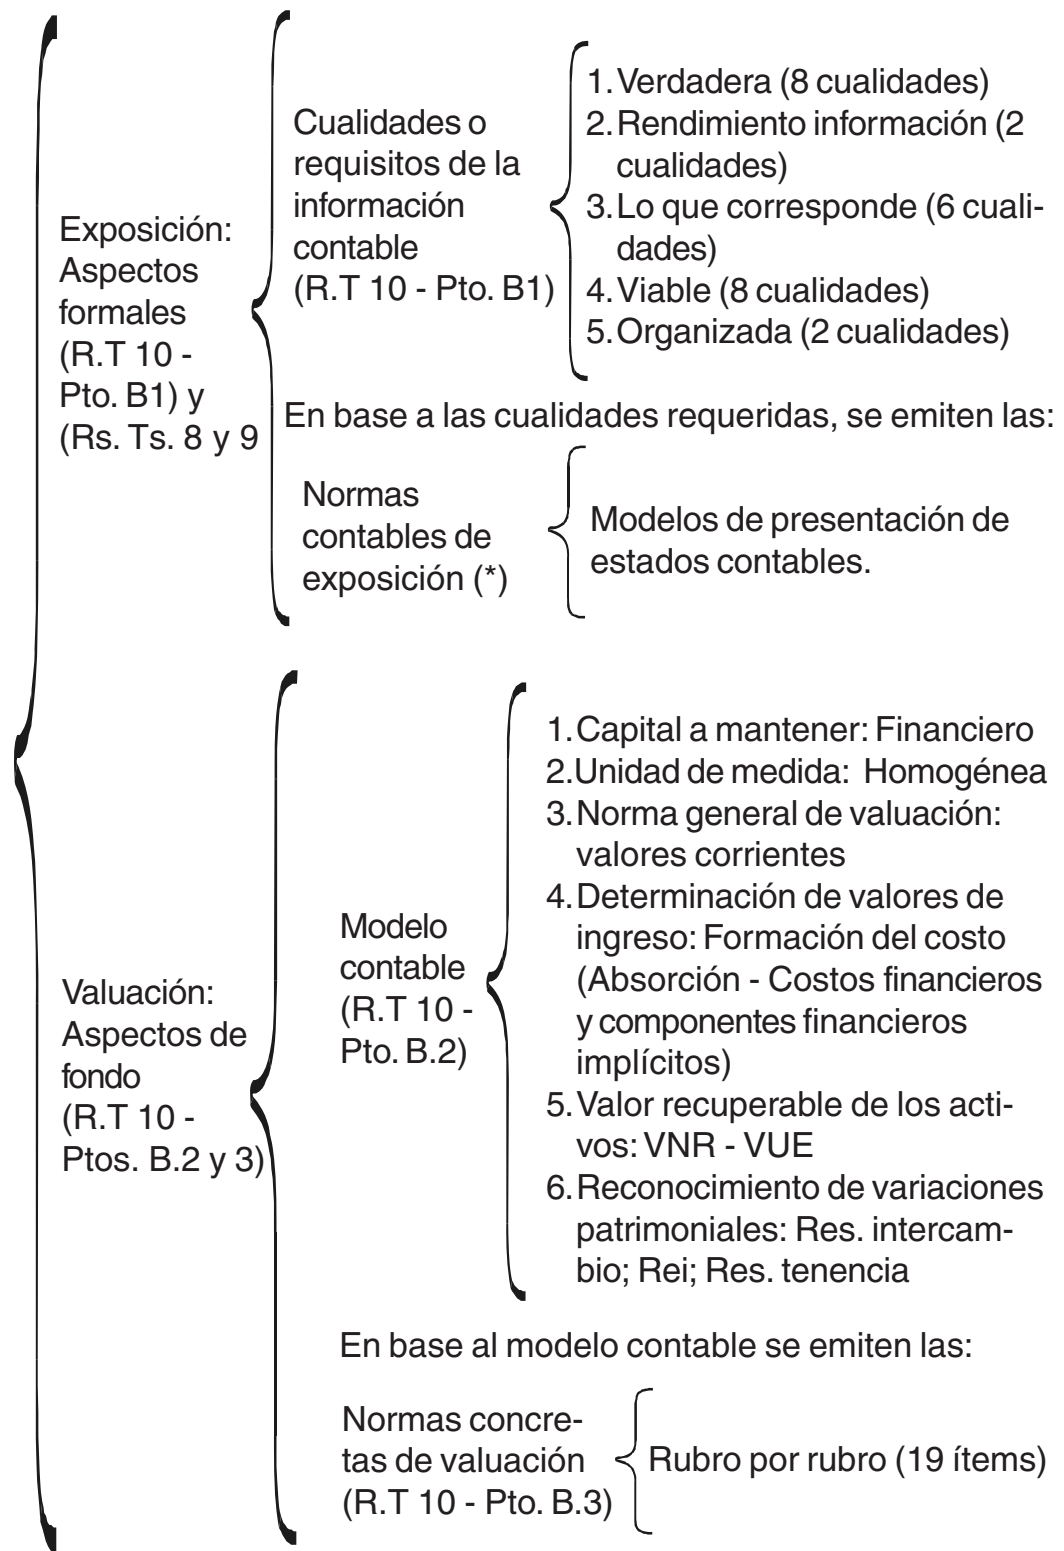 Exposición:
Aspectos
formales
(R.T 10 -
Pto. B1) y
(Rs. Ts. 8 y 9
Cualidades o
requisitos de la
información
contable
(R.T 10 - Pto. B1)
1. Verdadera (8 cualidades)
2. Rendimiento información (2
cualidades)
3. Lo que corresponde (6 cuali-
dades)
4. Viable (8 cualidades)
5. Organizada (2 cualidades)
En base a las cualidades requeridas, se emiten las:
Normas
contables de
exposición (*)
Modelos de presentación de
estados contables.
Valuación:
Aspectos de
fondo
(R.T 10 -
Ptos. B.2 y 3)
Modelo
contable
(R.T 10 -
Pto. B.2)
1. Capital a mantener: Financiero
2. Unidad de medida: Homogénea
3. Norma general de valuación:
valores corrientes
4. Determinación de valores de
ingreso: Formación del costo
(Absorción - Costos financieros
y componentes financieros
implícitos)
5. Valor recuperable de los acti-
vos: VNR - VUE
6. Reconocimiento de variaciones
patrimoniales: Res. intercam-
bio; Rei; Res. tenencia
En base al modelo contable se emiten las:
Normas concre-
tas de valuación
(R.T 10 - Pto. B.3)
Rubro por rubro (19 ítems)